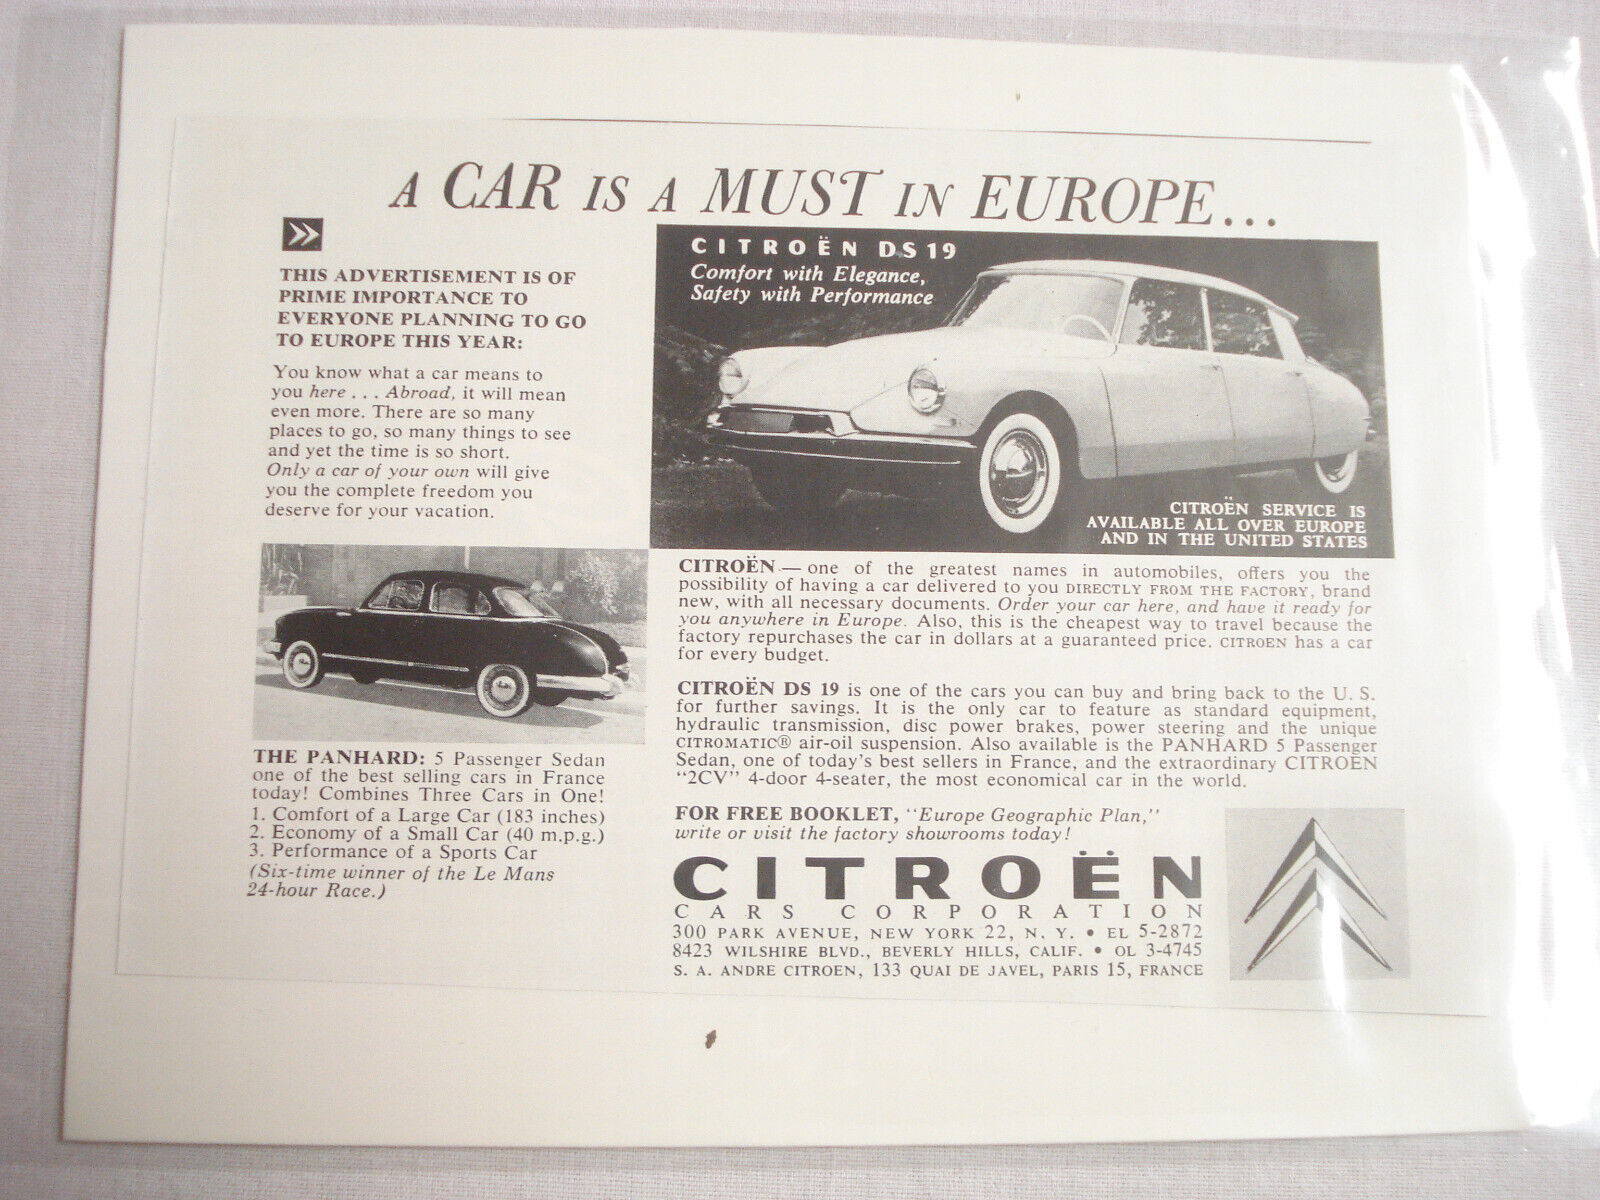 A CAR IS A MUST IN EUROPE...
THIS ADVERTISEMENT IS OF
PRIME IMPORTANCE TO
EVERYONE PLANNING TO GO
TO EUROPE THIS YEAR:
You know what a car means to
you here . . . Abroad, it will mean
even more. There are so many
places to go, so many things to see
and yet the time is so short.
Only a car of your own will give
you the complete freedom you
deserve for your vacation.
THE PANHARD: 5 Passenger Sedan
one of the best selling cars in France
today! Combines Three Cars in One!
1. Comfort of a Large Car (183 inches)
2. Economy of a Small Car (40 m.p.g.)
3. Performance of a Sports Car
(Six-time winner of the Le Mans
24-hour Race.)
CITROËN DS 19
Comfort with Elegance,
Safety with Performance
CITROËN SERVICE IS
AVAILABLE ALL OVER EUROPE
AND IN THE UNITED STATES
CITROËN — one of the greatest names in automobiles, offers you the
possibility of having a car delivered to you DIRECTLY FROM THE FACTORY, brand
new, with all necessary documents. Order your car here, and have it ready for
you anywhere in Europe. Also, this is the cheapest way to travel because the
factory repurchases the car in dollars at a guaranteed price. CITROEN has a car
for every budget.
CITROËN DS 19 is one of the cars you can buy and bring back to the U. S.
for further savings. It is the only car to feature as standard equipment,
hydraulic transmission, disc power brakes, power steering and the unique
CITROMATIC® air-oil suspension. Also available is the PANHARD 5 Passenger
Sedan, one of today's best sellers in France, and the extraordinary CITROËN
"2CV" 4-door 4-seater, the most economical car in the world.
FOR FREE BOOKLET, "Europe Geographic Plan,"
write or visit the factory showrooms today!
CITROËN
CARS CORPORATION
300 PARK AVENUE, NEW YORK 22, N. Y. • EL 5-2872
8423 WILSHIRE BLVD., BEVERLY HILLS, CALIF. • OL 3-4745
S. A. ANDRE CITROEN, 133 QUAI DE JAVEL, PARIS 15, FRANCE